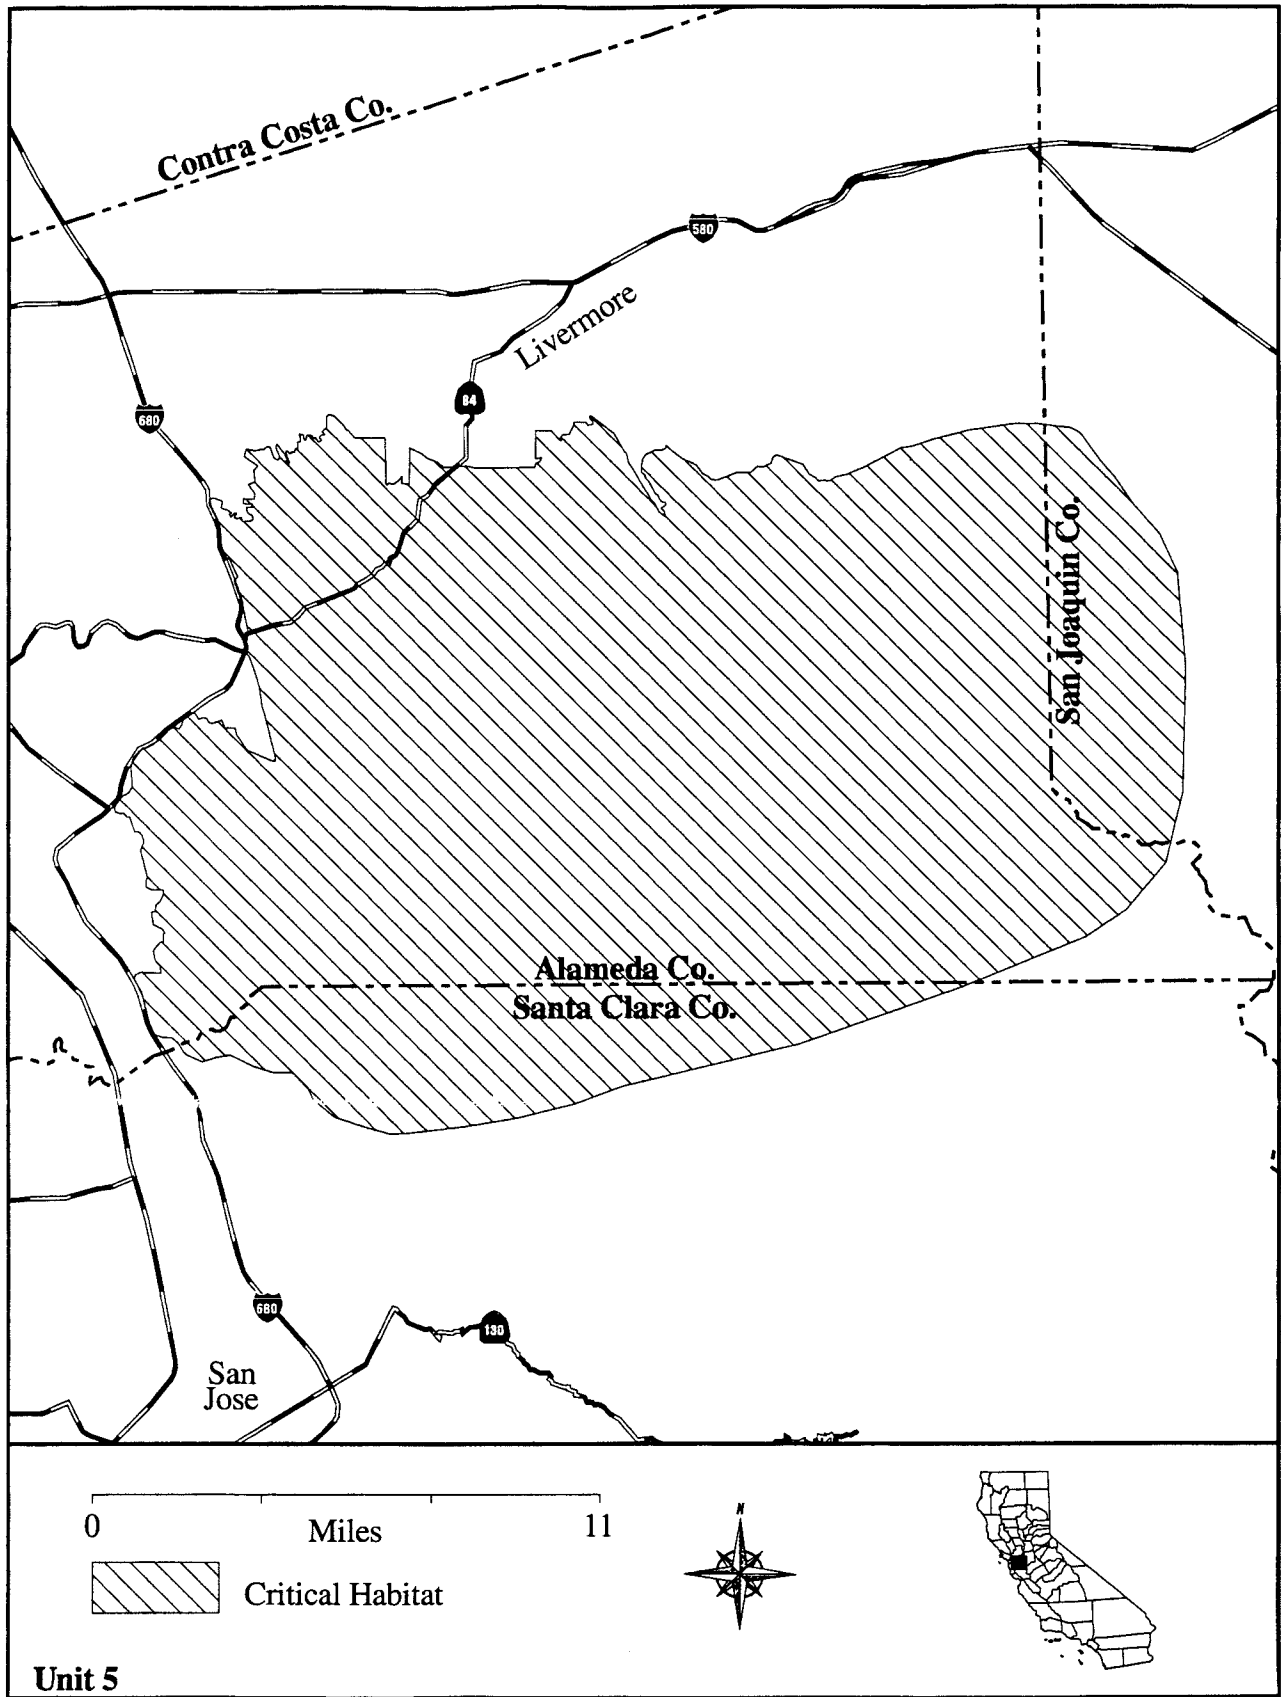 Contra Costa Co.
580
Livermore
84
680
San Joaquin Co.
Alameda Co.
Santa Clara Co.
680
130
San
Jose
N
0
Miles
11
Critical Habitat
Unit 5